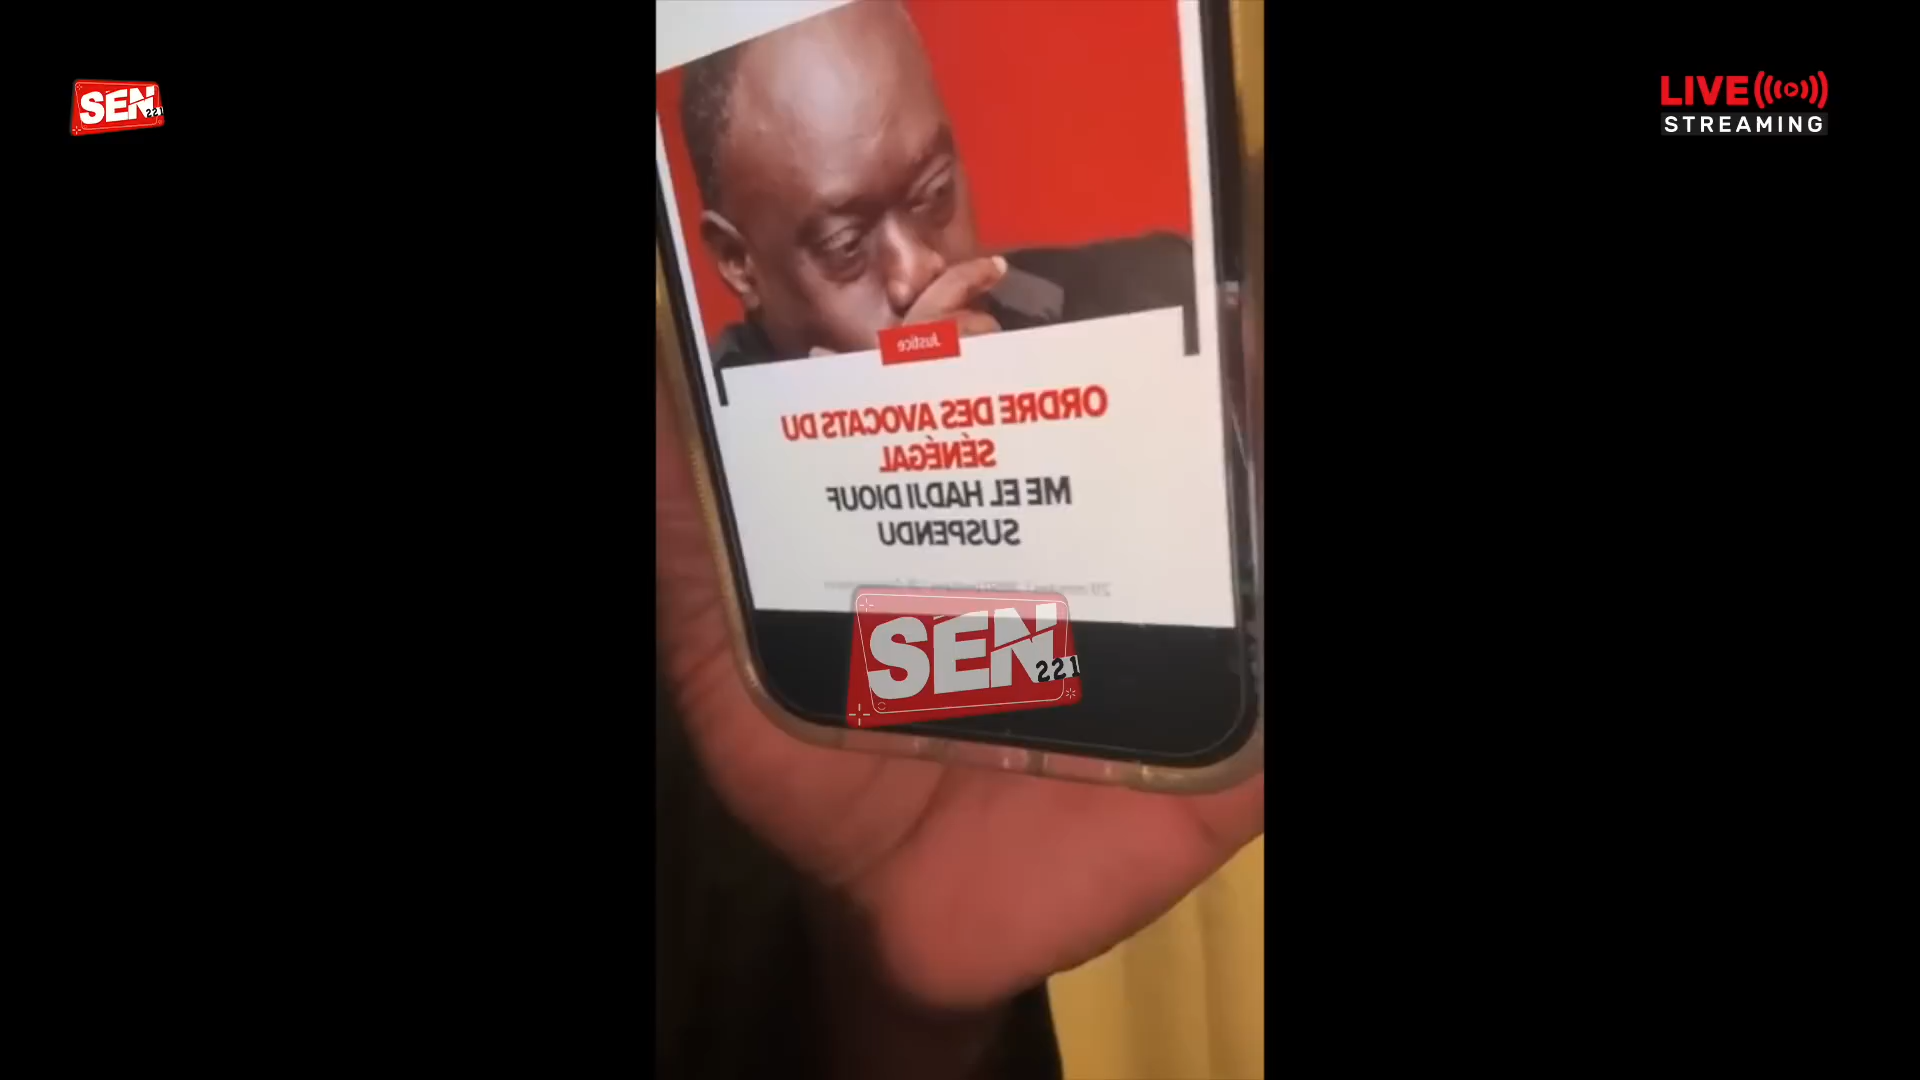 SEN
221
LIVE
STREAMING
Justice
ORDRE DES AVOCATS DU
SÉNÉGAL
ME EL HADJI DIOUF
SUSPENDU
SEN
221